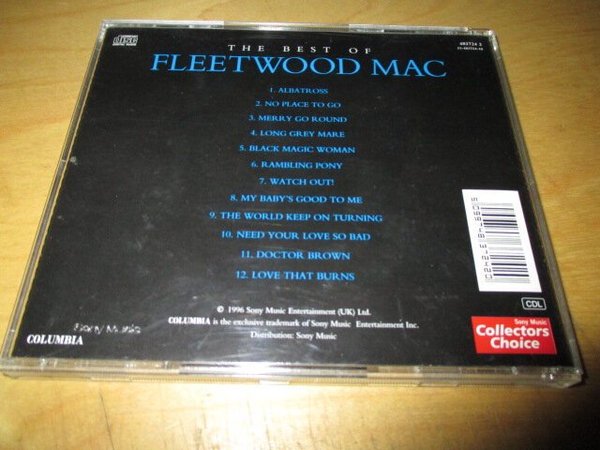 THE BEST OF
FLEETWOOD MAC
1. ALBATROSS
2. NO PLACE TO GO
3. MERRY GO ROUND
4. LONG GREY MARE
5. BLACK MAGIC WOMAN
6. RAMBLING PONY
7. WATCH OUT!
8. MY BABY'S GOOD TO ME
9. THE WORLD KEEP ON TURNING
10. NEED YOUR LOVE SO BAD
11. DOCTOR BROWN
12. LOVE THAT BURNS
© 1996 Sony Music Entertainment (UK) Ltd.
COLUMBIA is the exclusive trademark of Sony Music Entertainment Inc.
Distribution: Sony Music
Sony Music
COLUMBIA
CDL
Sony Music
Collectors
Choice